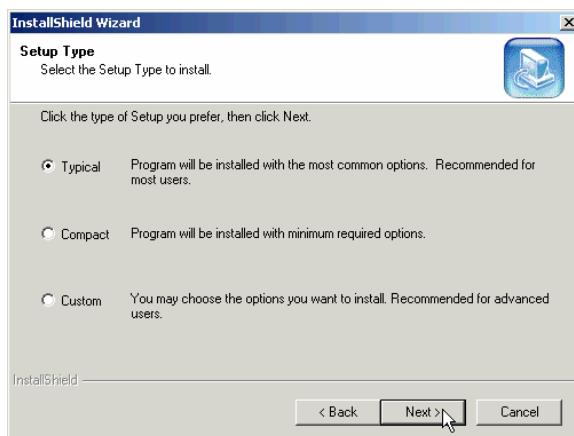 InstallShield Wizard
Setup Type
Select the Setup Type to install.
Click the type of Setup you prefer, then click Next.
Typical Program will be installed with the most common options. Recommended for
most users.
Compact Program will be installed with minimum required options.
Custom You may choose the options you want to install. Recommended for advanced
users.
InstallShield
< Back Next > Cancel